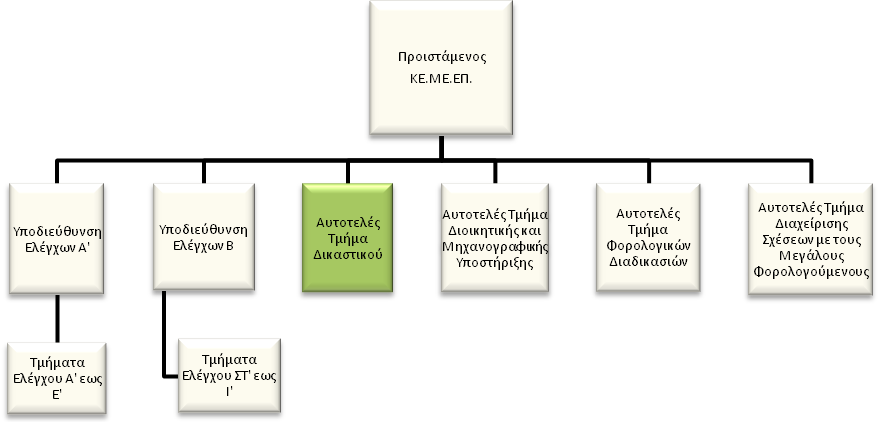 Προιστάμενος
ΚΕ.ΜΕ.ΕΠ.
Υποδιεύθυνση
Ελέγχων Α'
Υποδιεύθυνση
Ελέγχων Β
Αυτοτελές
Τμήμα
Δικαστικού
Αυτοτελές Τμήμα
Διοικητικής και
Μηχανογραφικής
Υποστήριξης
Αυτοτελές
Τμήμα
Φορολογικών
Διαδικασιών
Αυτοτελές Τμήμα
Διαχείρισης
Σχέσεων με τους
Μεγάλους
Φορολογούμενους
Τμήματα
Ελέγχου Α' εως
Ε'
Τμήματα
Ελέγχου ΣΤ' εως
Ι'